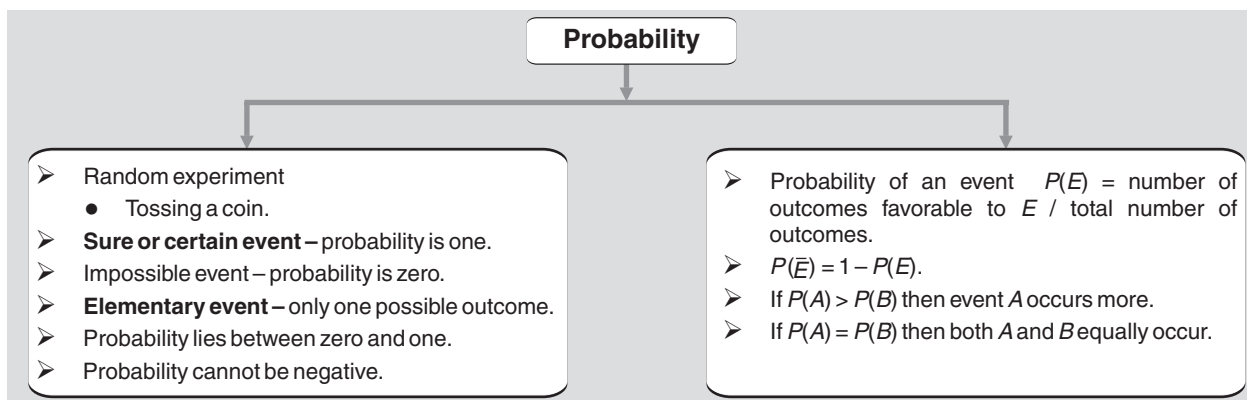 Probability
➤ Random experiment
● Tossing a coin.
➤ Sure or certain event – probability is one.
➤ Impossible event – probability is zero.
➤ Elementary event – only one possible outcome.
➤ Probability lies between zero and one.
➤ Probability cannot be negative.
➤ Probability of an event P(E) = number of
outcomes favorable to E / total number of
outcomes.
➤ P(E̅) = 1 – P(E).
➤ If P(A) > P(B) then event A occurs more.
➤ If P(A) = P(B) then both A and B equally occur.